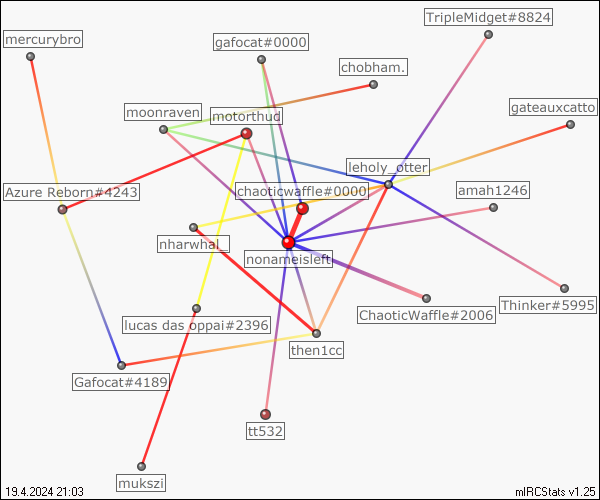 TripleMidget#8824
mercurybro
gafocat#0000
chobham.
gateauxcatto
moonraven
motorthud
leholy_otter
Azure Reborn#4243
chaoticwaffle#0000
amah1246
nharwhal_
nonameisleft
Thinker#5995
ChaoticWaffle#2006
lucas das oppai#2396
then1cc
Gafocat#4189
tt532
mukszi
19.4.2024 21:03
mIRCStats v1.25